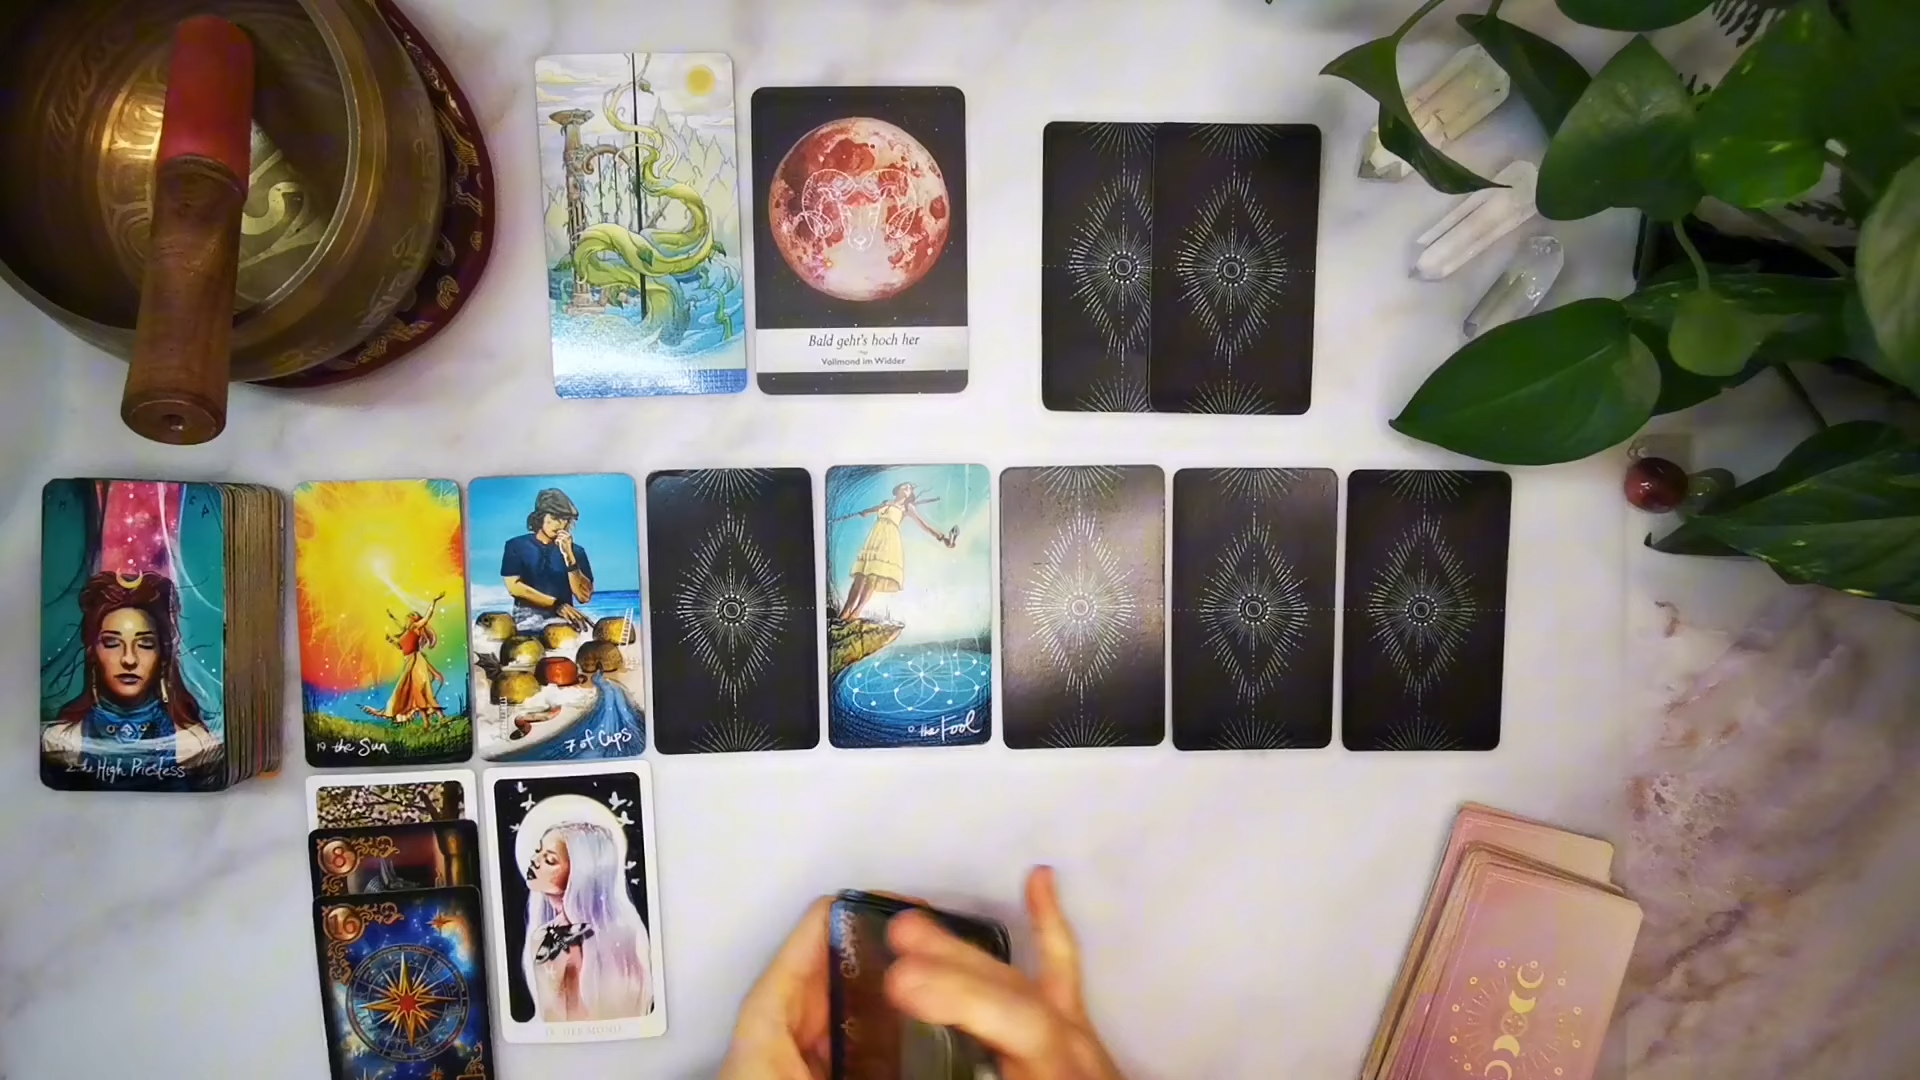 Bald geht's hoch her
Vollmond im Widder
2 the High Priestess
19 the Sun
7 of Cups
0 the Fool
8
16